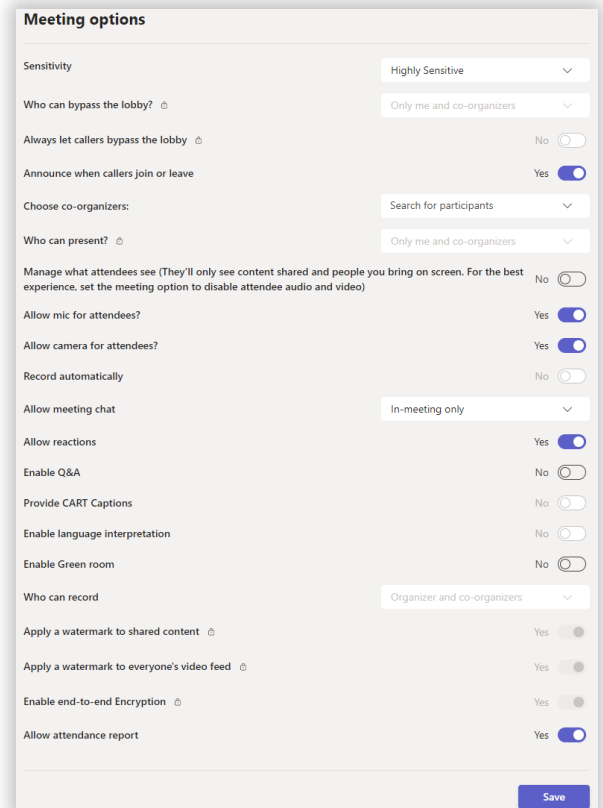 Meeting options
Sensitivity
Highly Sensitive
Who can bypass the lobby?
Only me and co-organizers
Always let callers bypass the lobby
No
Announce when callers join or leave
Yes
Choose co-organizers:
Search for participants
Who can present?
Only me and co-organizers
Manage what attendees see (They'll only see content shared and people you bring on screen. For the best
experience, set the meeting option to disable attendee audio and video)
No
Allow mic for attendees?
Yes
Allow camera for attendees?
Yes
Record automatically
No
Allow meeting chat
In-meeting only
Allow reactions
Yes
Enable Q&A
No
Provide CART Captions
No
Enable language interpretation
No
Enable Green room
No
Who can record
Organizer and co-organizers
Apply a watermark to shared content
Yes
Apply a watermark to everyone's video feed
Yes
Enable end-to-end Encryption
Yes
Allow attendance report
Yes
Save